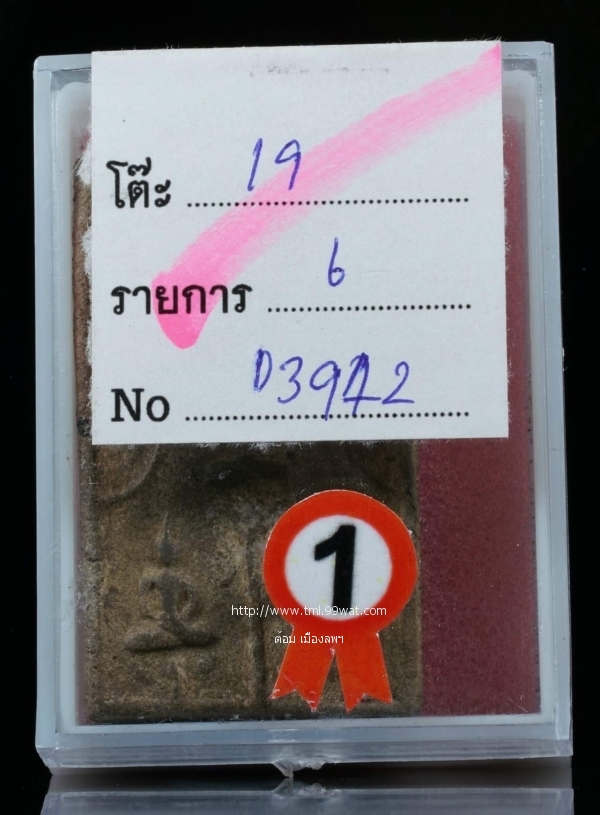 โต๊ะ 19
รายการ 6
No
1
http://www.tml.99wat.com
ต้อม เมืองลพฯ